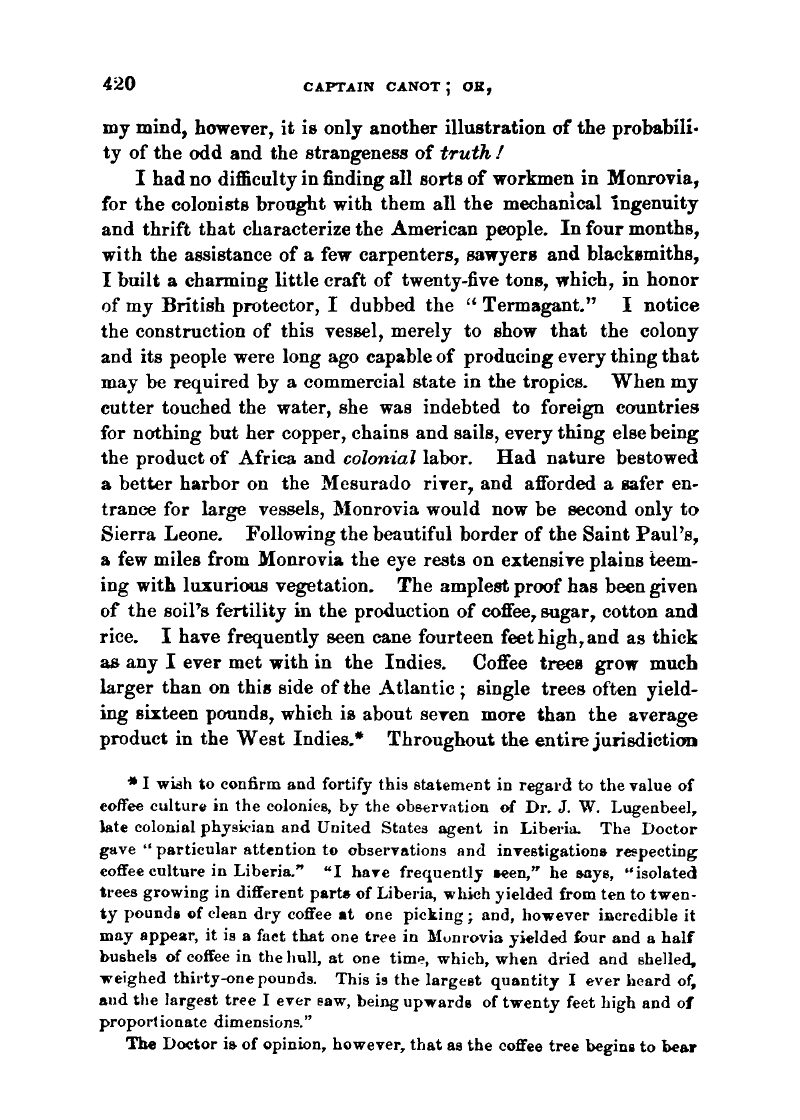 420 CAPTAIN CANOT; OR,
my mind, however, it is only another illustration of the probabili-
ty of the odd and the strangeness of truth!
I had no difficulty in finding all sorts of workmen in Monrovia,
for the colonists brought with them all the mechanical ingenuity
and thrift that characterize the American people. In four months,
with the assistance of a few carpenters, sawyers and blacksmiths,
I built a charming little craft of twenty-five tons, which, in honor
of my British protector, I dubbed the "Termagant." I notice
the construction of this vessel, merely to show that the colony
and its people were long ago capable of producing every thing that
may be required by a commercial state in the tropics. When my
cutter touched the water, she was indebted to foreign countries
for nothing but her copper, chains and sails, every thing else being
the product of Africa and colonial labor. Had nature bestowed
a better harbor on the Mesurado river, and afforded a safer en-
trance for large vessels, Monrovia would now be second only to
Sierra Leone. Following the beautiful border of the Saint Paul's,
a few miles from Monrovia the eye rests on extensive plains teem-
ing with luxurious vegetation. The amplest proof has been given
of the soil's fertility in the production of coffee, sugar, cotton and
rice. I have frequently seen cane fourteen feet high, and as thick
as any I ever met with in the Indies. Coffee trees grow much
larger than on this side of the Atlantic; single trees often yield-
ing sixteen pounds, which is about seven more than the average
product in the West Indies.* Throughout the entire jurisdiction
* I wish to confirm and fortify this statement in regard to the value of
coffee culture in the colonies, by the observation of Dr. J. W. Lugenbeel,
late colonial physician and United States agent in Liberia. The Doctor
gave "particular attention to observations and investigations respecting
coffee culture in Liberia." "I have frequently seen," he says, "isolated
trees growing in different parts of Liberia, which yielded from ten to twen-
ty pounds of clean dry coffee at one picking; and, however incredible it
may appear, it is a fact that one tree in Monrovia yielded four and a half
bushels of coffee in the hull, at one time, which, when dried and shelled,
weighed thirty-one pounds. This is the largest quantity I ever heard of,
and the largest tree I ever saw, being upwards of twenty feet high and of
proportionate dimensions."
The Doctor is of opinion, however, that as the coffee tree begins to bear